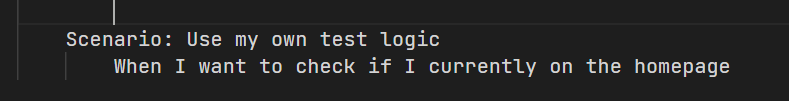 Scenario: Use my own test logic
When I want to check if I currently on the homepage